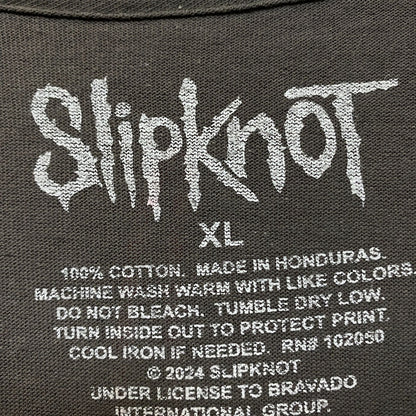 Slipknot
XL
100% COTTON. MADE IN HONDURAS.
MACHINE WASH WARM WITH LIKE COLORS.
DO NOT BLEACH. TUMBLE DRY LOW.
TURN INSIDE OUT TO PROTECT PRINT.
COOL IRON IF NEEDED. RN# 102050
© 2024 SLIPKNOT
UNDER LICENSE TO BRAVADO
INTERNATIONAL GROUP.